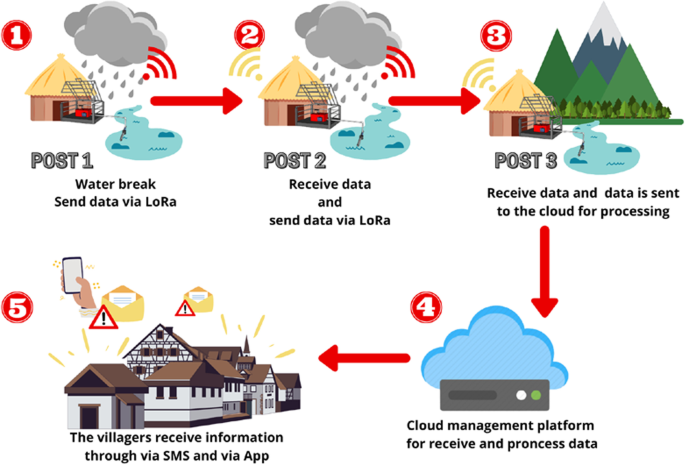 1
2
3
POST 1
Water break
Send data via LoRa
POST 2
Receive data
and
send data via LoRa
POST 3
Receive data and data is sent
to the cloud for processing
4
Cloud management platform
for receive and proncess data
5
The villagers receive information
through via SMS and via App